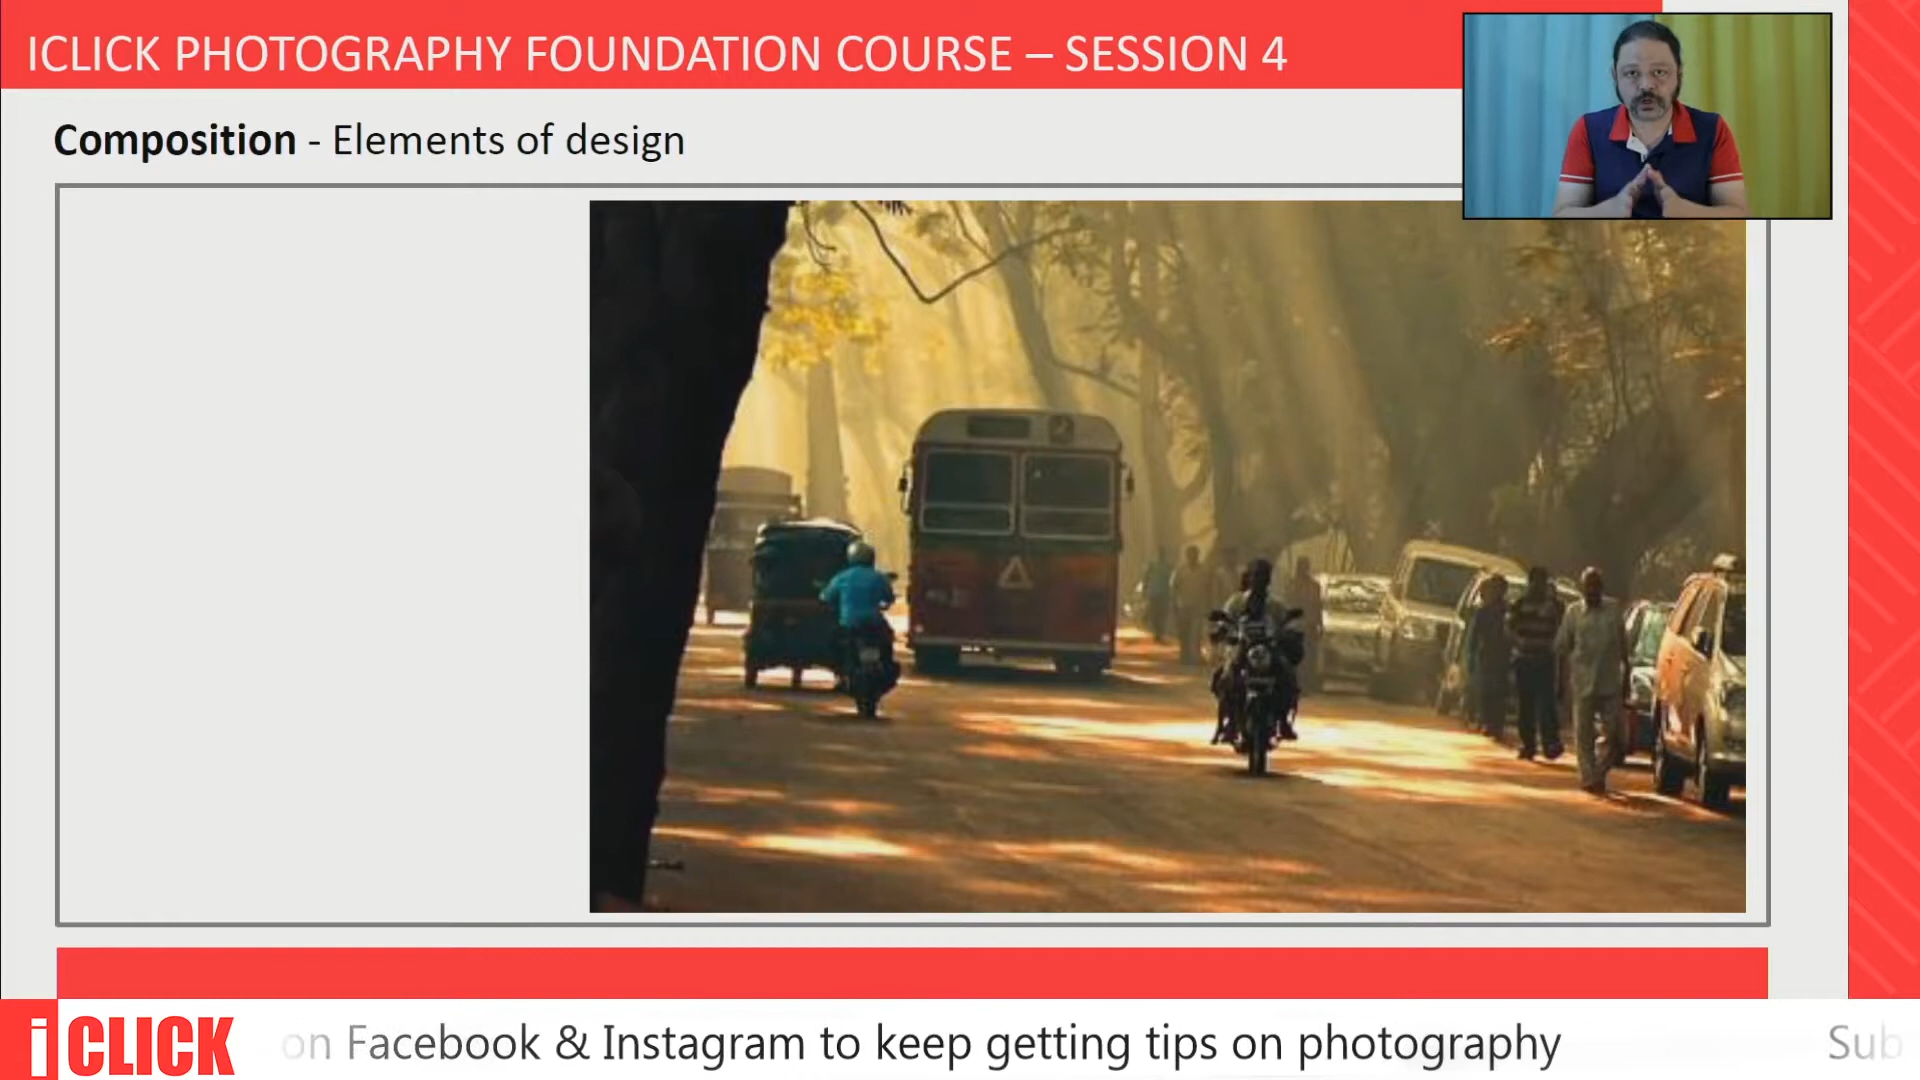 ICLICK PHOTOGRAPHY FOUNDATION COURSE – SESSION 4
Composition - Elements of design
iCLICK
on Facebook & Instagram to keep getting tips on photography
Sub